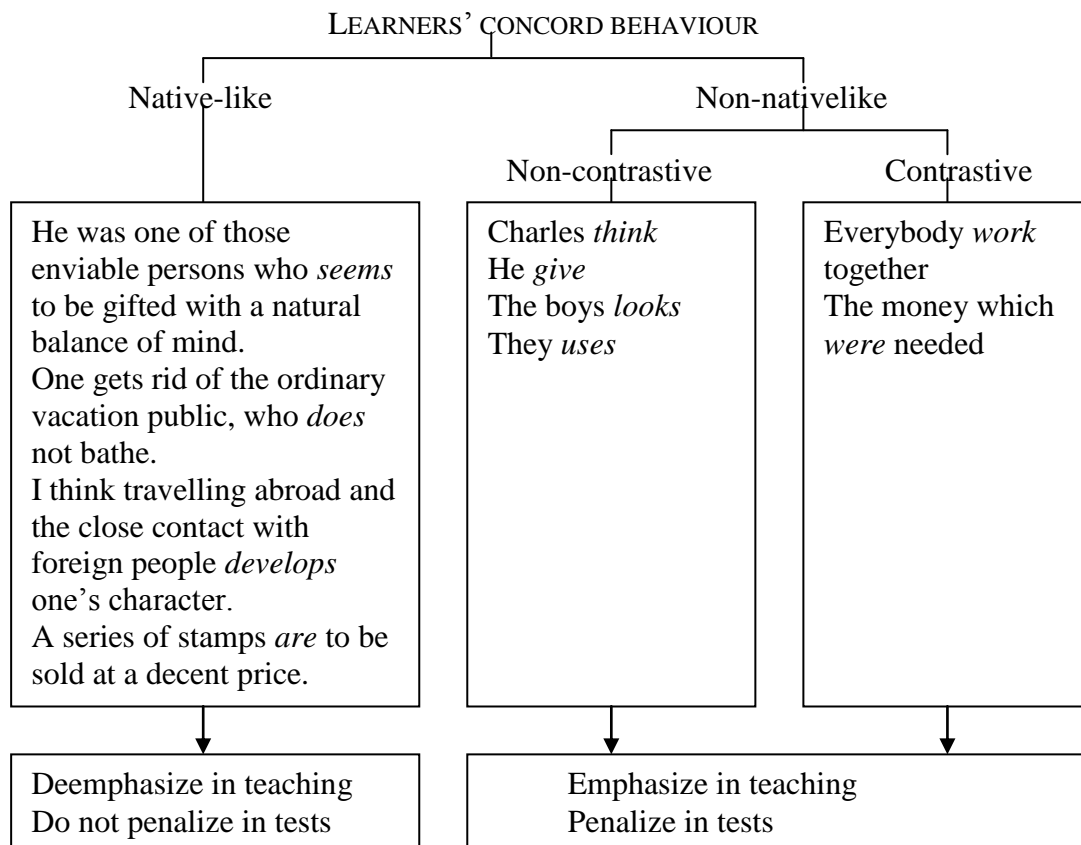 LEARNERS’ CONCORD BEHAVIOUR
Native-like
Non-nativelike
Non-contrastive
Contrastive
He was one of those
enviable persons who seems
to be gifted with a natural
balance of mind.
One gets rid of the ordinary
vacation public, who does
not bathe.
I think travelling abroad and
the close contact with
foreign people develops
one’s character.
A series of stamps are to be
sold at a decent price.
Charles think
He give
The boys looks
They uses
Everybody work
together
The money which
were needed
Deemphasize in teaching
Do not penalize in tests
Emphasize in teaching
Penalize in tests